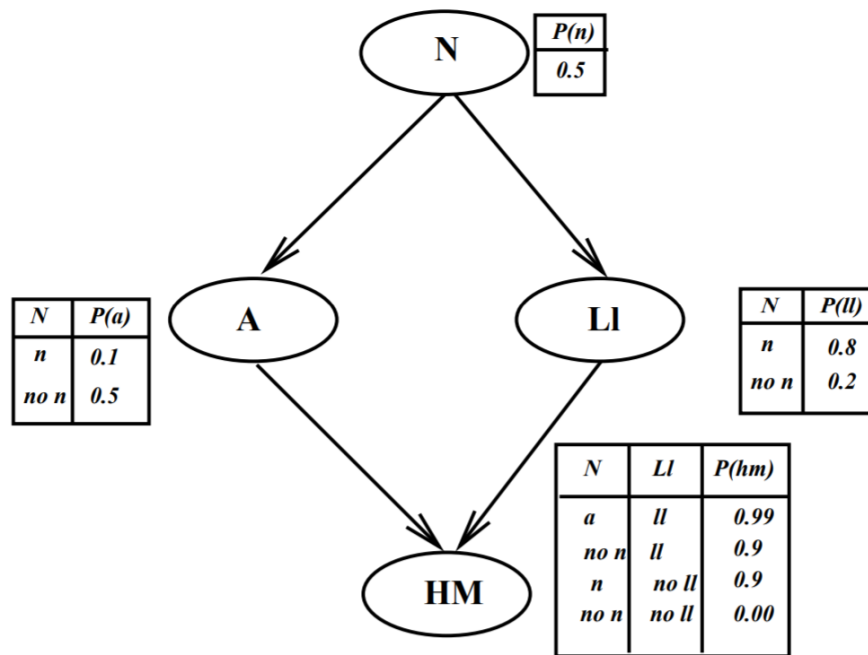 N
P(n)
0.5
A
Ll
N P(a)
n 0.1
no n 0.5
N P(ll)
n 0.8
no n 0.2
HM
N Ll P(hm)
a ll 0.99
no n ll 0.9
n no ll 0.9
no n no ll 0.00